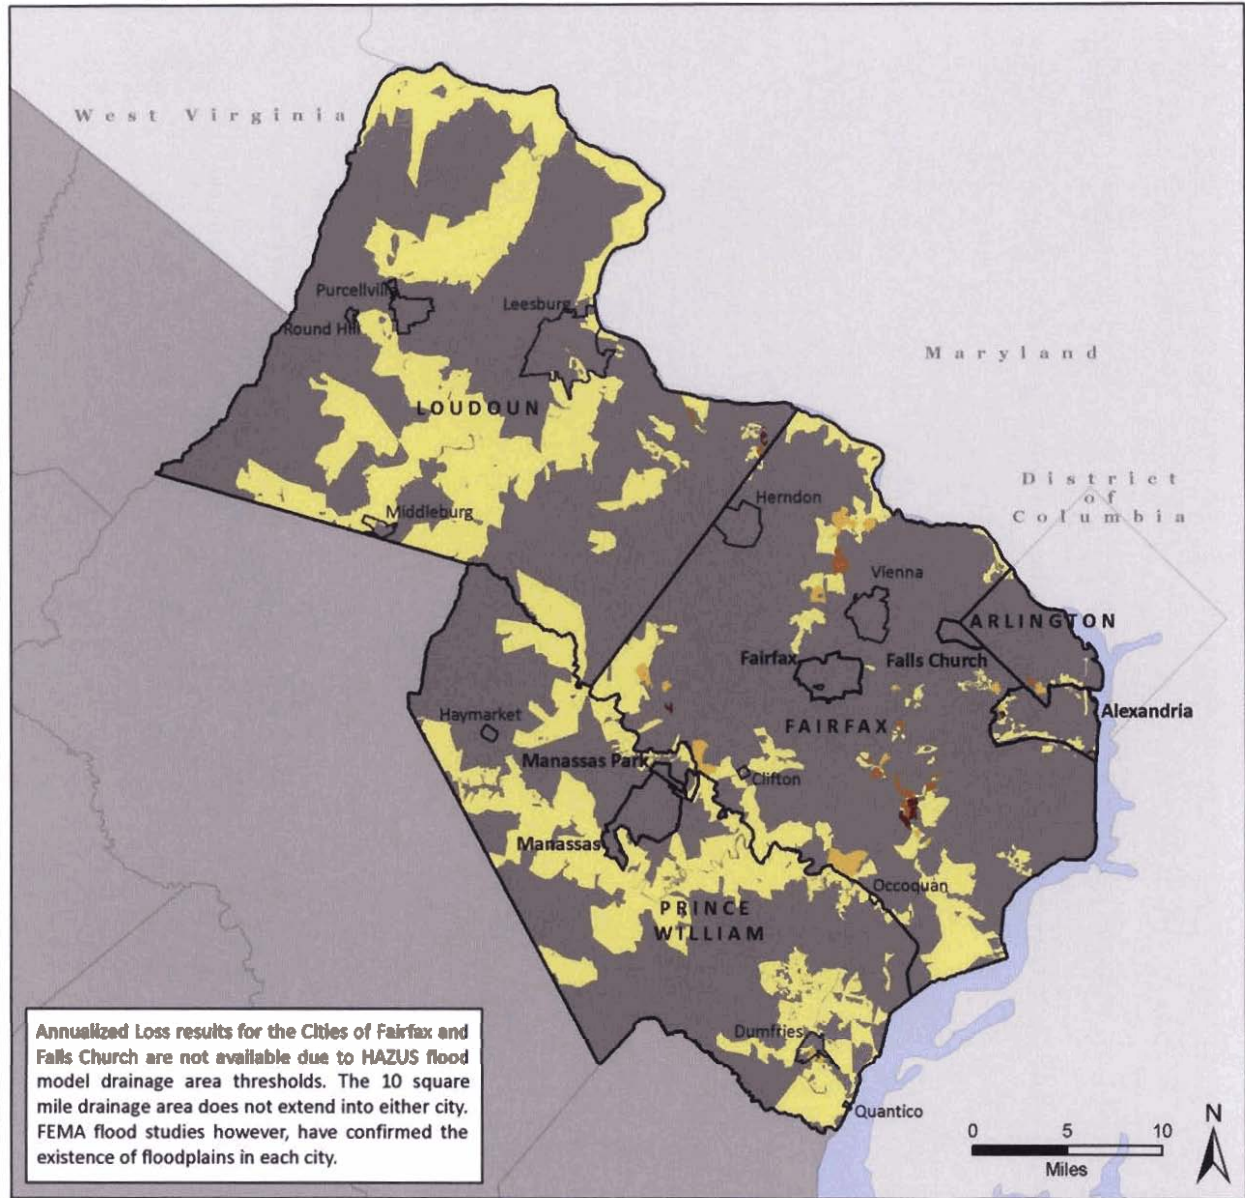 West Virginia
Maryland
District
of
Columbia
Purcellville
Leesburg
Round Hill
LOUDOUN
Middleburg
Herndon
Vienna
ARLINGTON
Fairfax
Falls Church
Alexandria
Haymarket
FAIRFAX
Manassas Park
Clifton
Manassas
Occoquan
PRINCE
WILLIAM
Dumfries
Quantico
Annualized Loss results for the Cities of Fairfax and
Falls Church are not available due to HAZUS flood
model drainage area thresholds. The 10 square
mile drainage area does not extend into either city.
FEMA flood studies however, have confirmed the
existence of floodplains in each city.
0 5 10
Miles
N